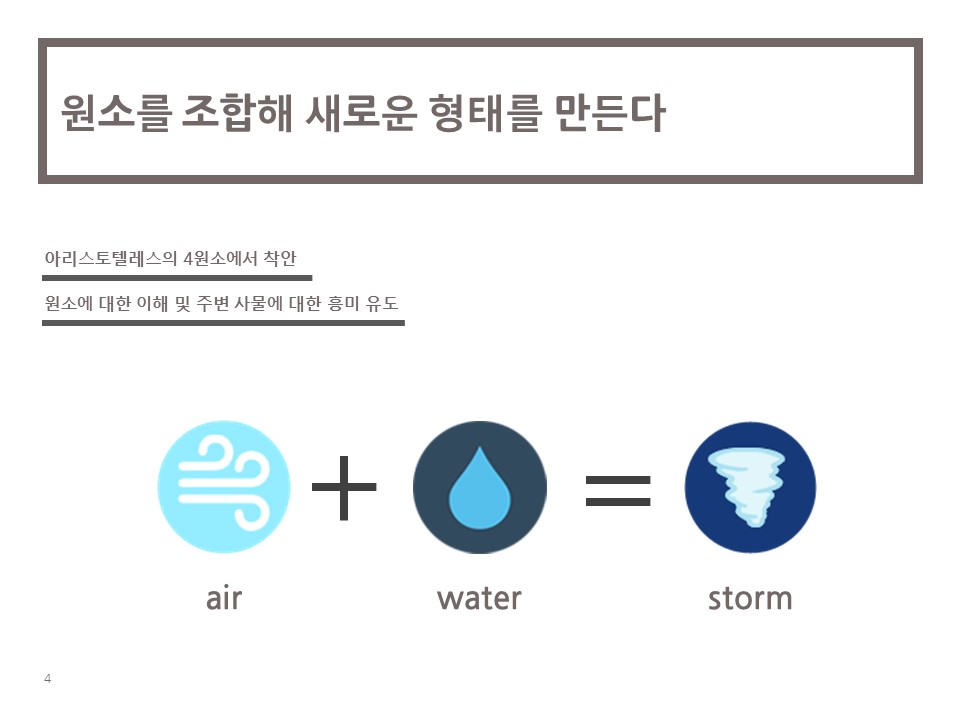 원소를 조합해 새로운 형태를 만든다
아리스토텔레스의 4원소에서 착안
원소에 대한 이해 및 주변 사물에 대한 흥미 유도
+ =
air water storm
4